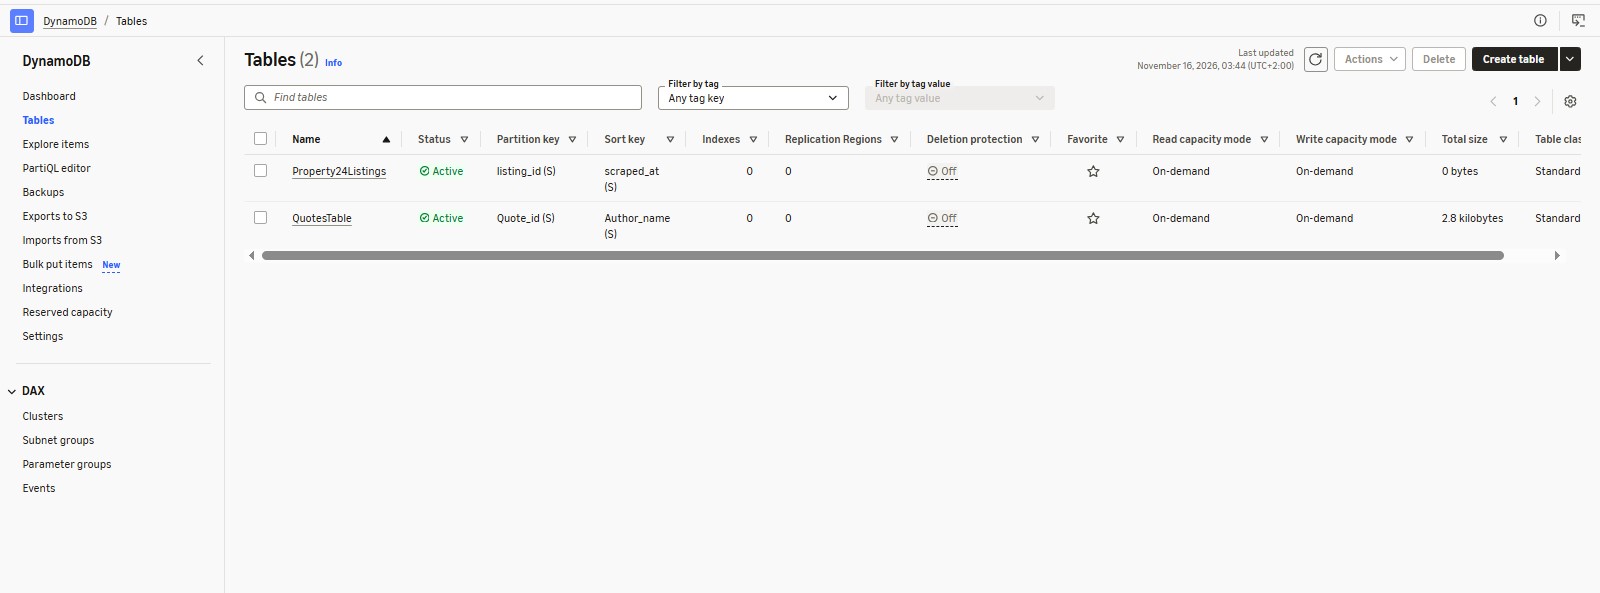 DynamoDB / Tables
DynamoDB
Dashboard
Tables
Explore items
PartiQL editor
Backups
Exports to S3
Imports from S3
Bulk put items New
Integrations
Reserved capacity
Settings
DAX
Clusters
Subnet groups
Parameter groups
Events
Tables (2) Info
Last updated
November 16, 2026, 03:44 (UTC+2:00)
Actions
Delete
Create table
Find tables
Filter by tag
Any tag key
Filter by tag value
Any tag value
1
Name Status Partition key Sort key Indexes Replication Regions Deletion protection Favorite Read capacity mode Write capacity mode Total size Table clas
Property24Listings Active listing_id (S) scraped_at 0 0 Off On-demand On-demand 0 bytes Standard
(S)
QuotesTable Active Quote_id (S) Author_name 0 0 Off On-demand On-demand 2.8 kilobytes Standard
(S)